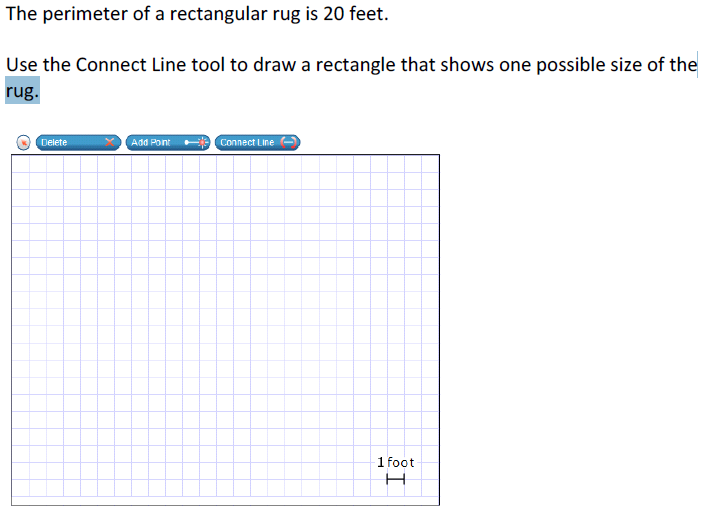 The perimeter of a rectangular rug is 20 feet.
Use the Connect Line tool to draw a rectangle that shows one possible size of the
rug.
Delete Add Point Connect Line
1 foot